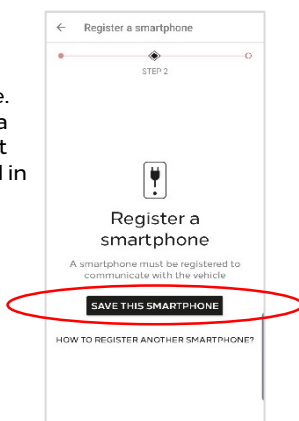 Register a smartphone
STEP 2
Register a
smartphone
A smartphone must be registered to
communicate with the vehicle
SAVE THIS SMARTPHONE
HOW TO REGISTER ANOTHER SMARTPHONE?
e.
a
t
l in